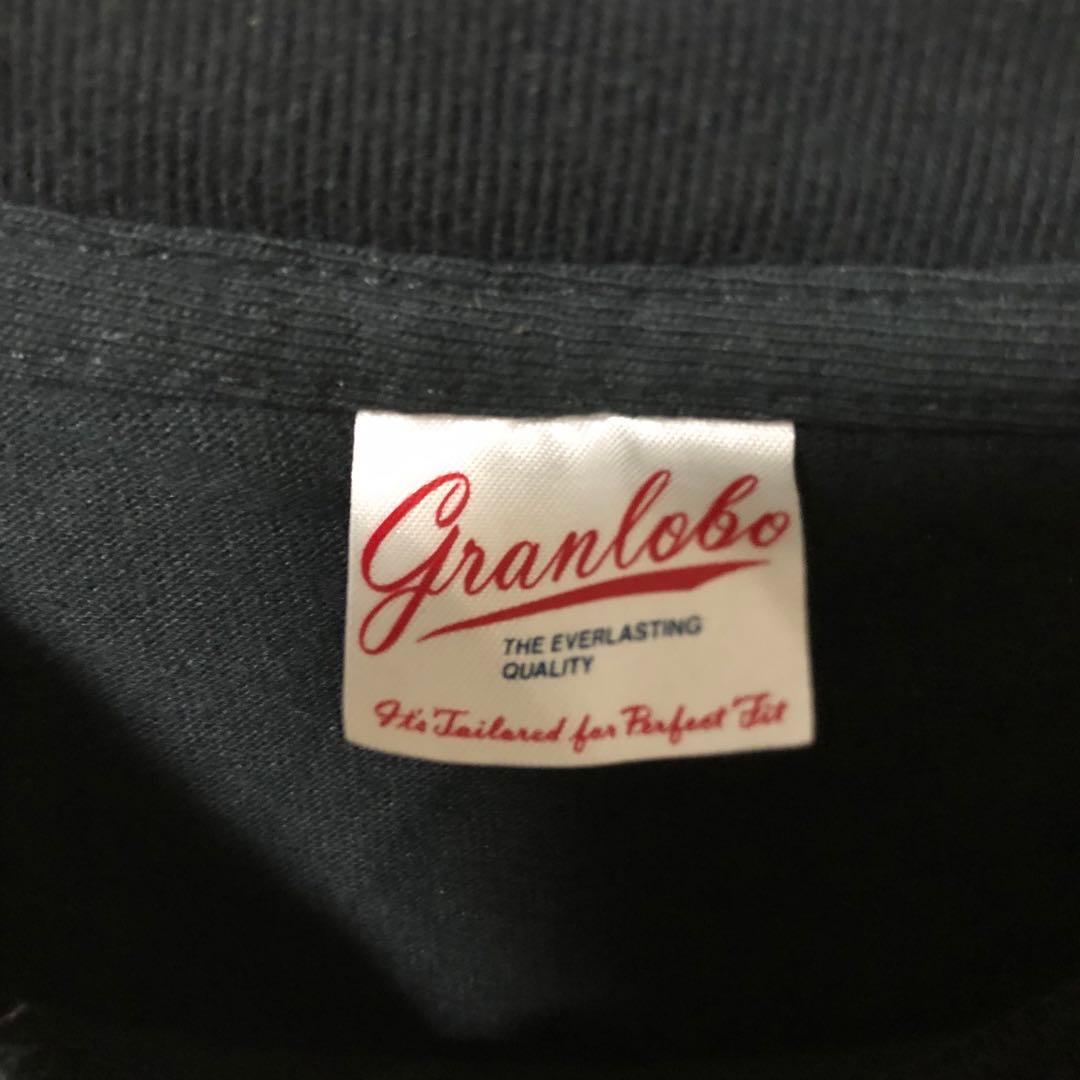 Granlobo
THE EVERLASTING
QUALITY
It's Tailored for Perfect Fit